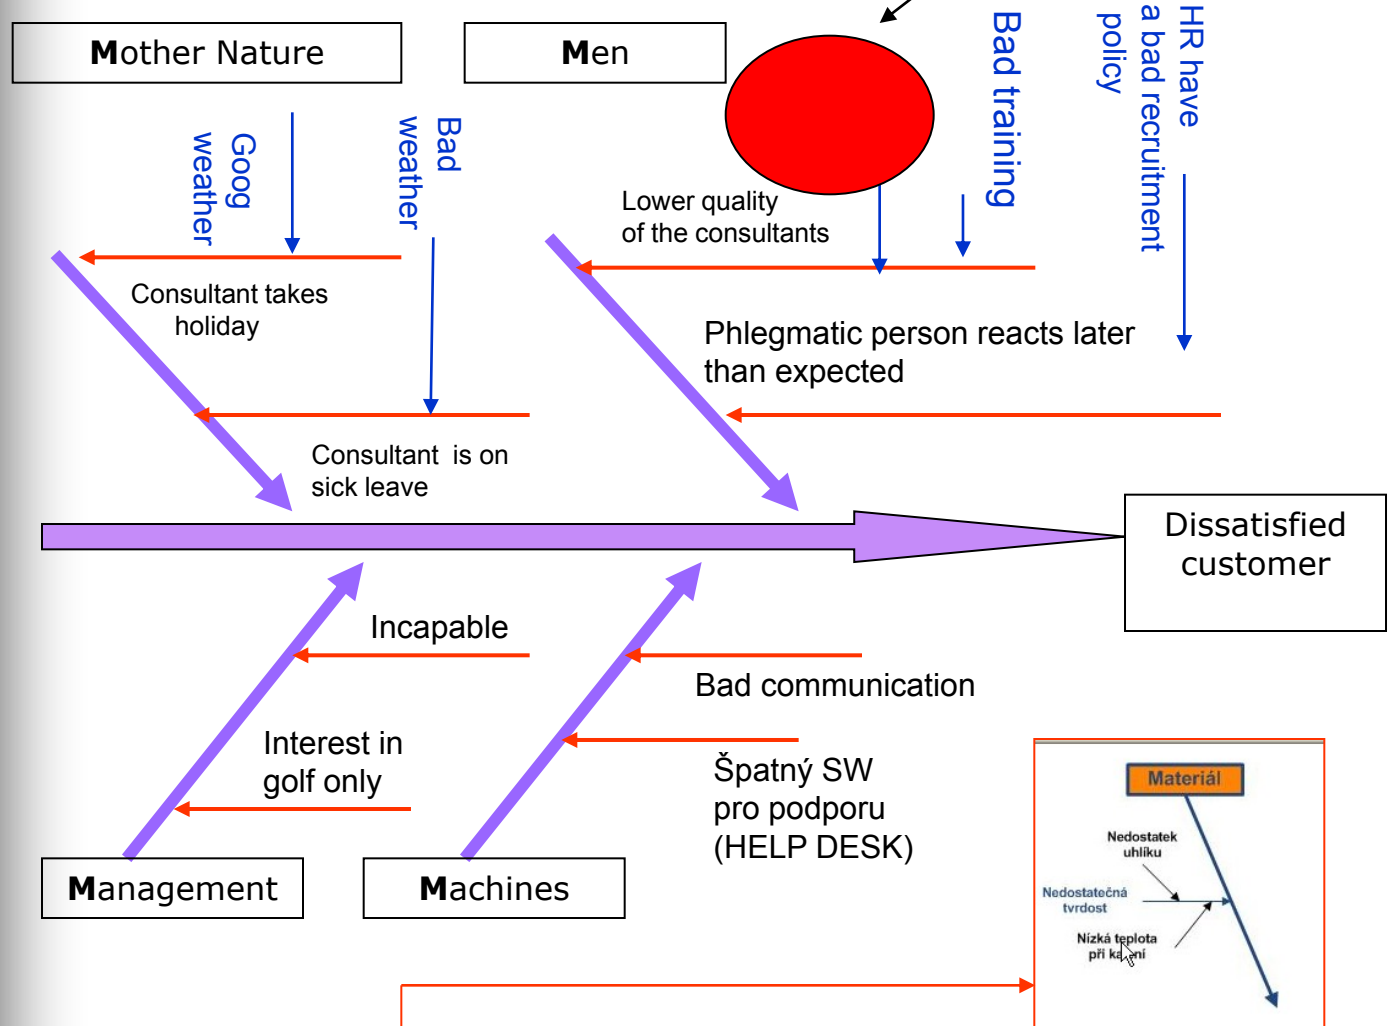 Mother Nature
Men
Goog
weather
Bad
weather
Bad training
HR have
a bad recruitment
policy
Lower quality
of the consultants
Consultant takes
holiday
Phlegmatic person reacts later
than expected
Consultant  is on
sick leave
Dissatisfied
customer
Incapable
Bad communication
Interest in
golf only
Špatný SW
pro podporu
(HELP DESK)
Management
Machines
Materiál
Nedostatek
uhlíku
Nedostatečná
tvrdost
Nízká teplota
při kalení